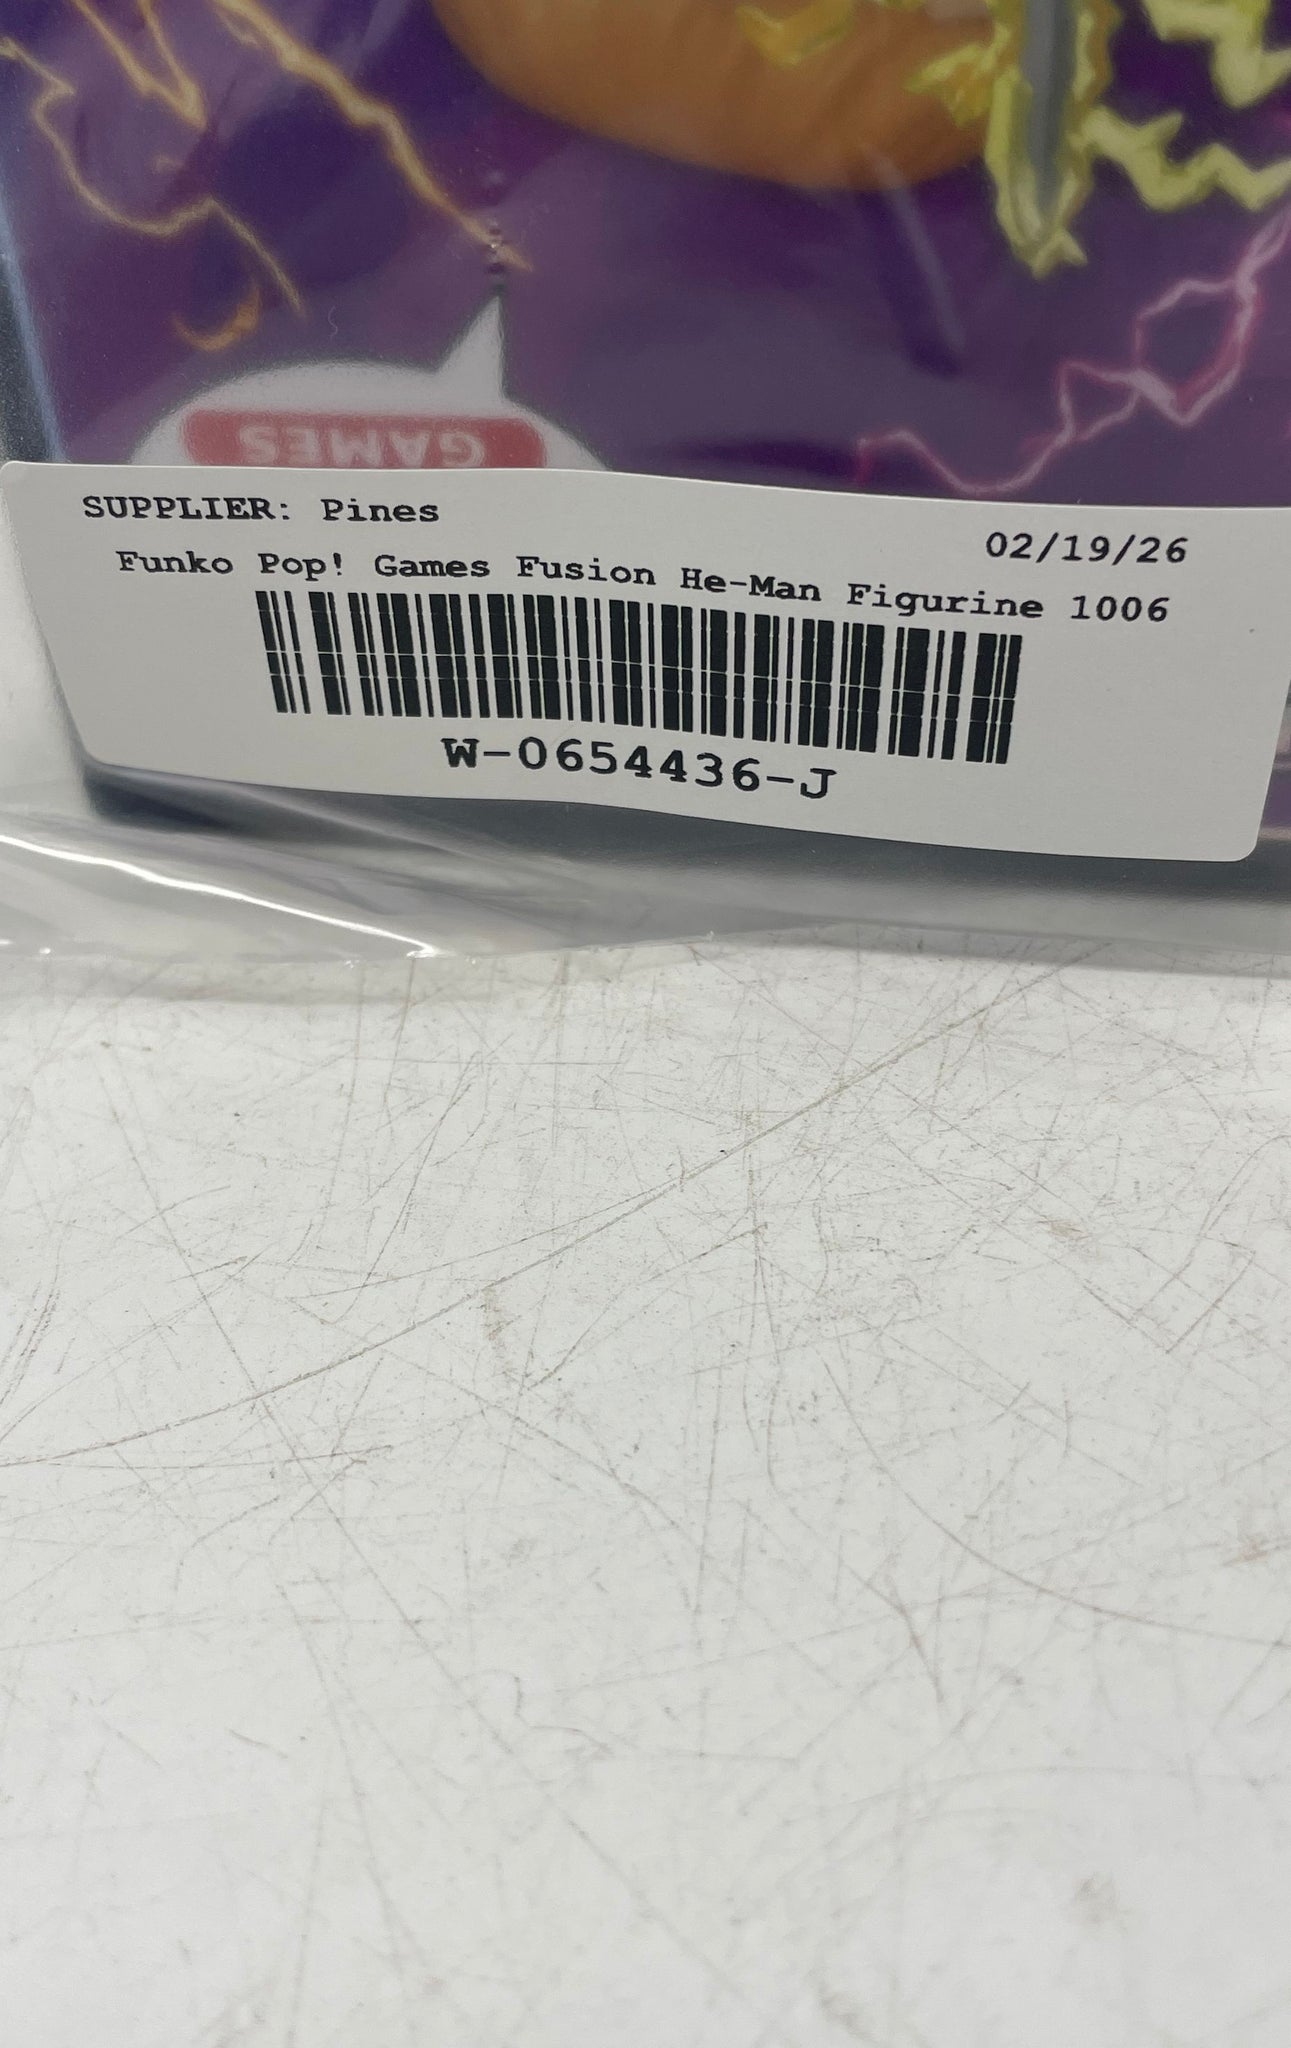 GAMES
SUPPLIER: Pines
02/19/26
Funko Pop! Games Fusion He-Man Figurine 1006
W-0654436-J